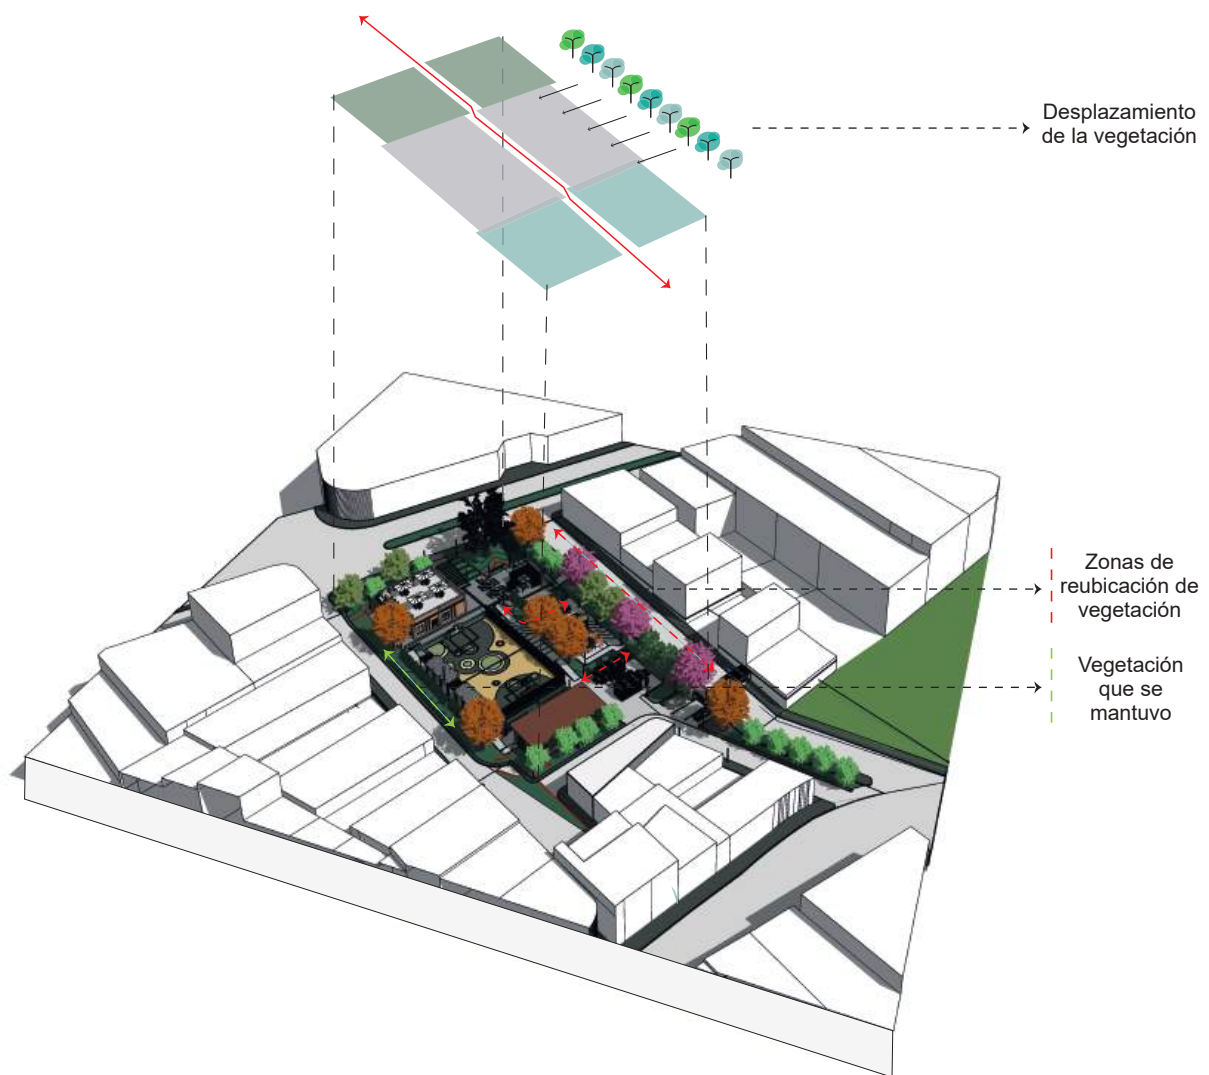 Desplazamiento
de la vegetación
Zonas de
reubicación de
vegetación
Vegetación
que se
mantuvo